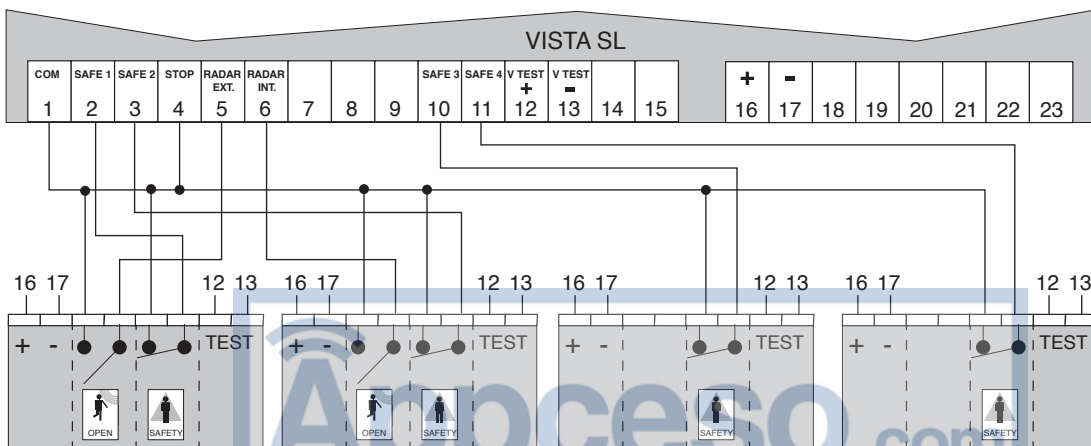 VISTA SL
COM SAFE 1 SAFE 2 STOP RADAR EXT. RADAR INT. SAFE 3 SAFE 4 V TEST + V TEST - + -
1 2 3 4 5 6 7 8 9 10 11 12 13 14 15 16 17 18 19 20 21 22 23
16 17 12 13 16 17 12 13 16 17 12 13 16 17 12 13
+ - TEST + - TEST + - TEST + - TEST
OPEN SAFETY OPEN SAFETY SAFETY SAFETY
Appceso.com